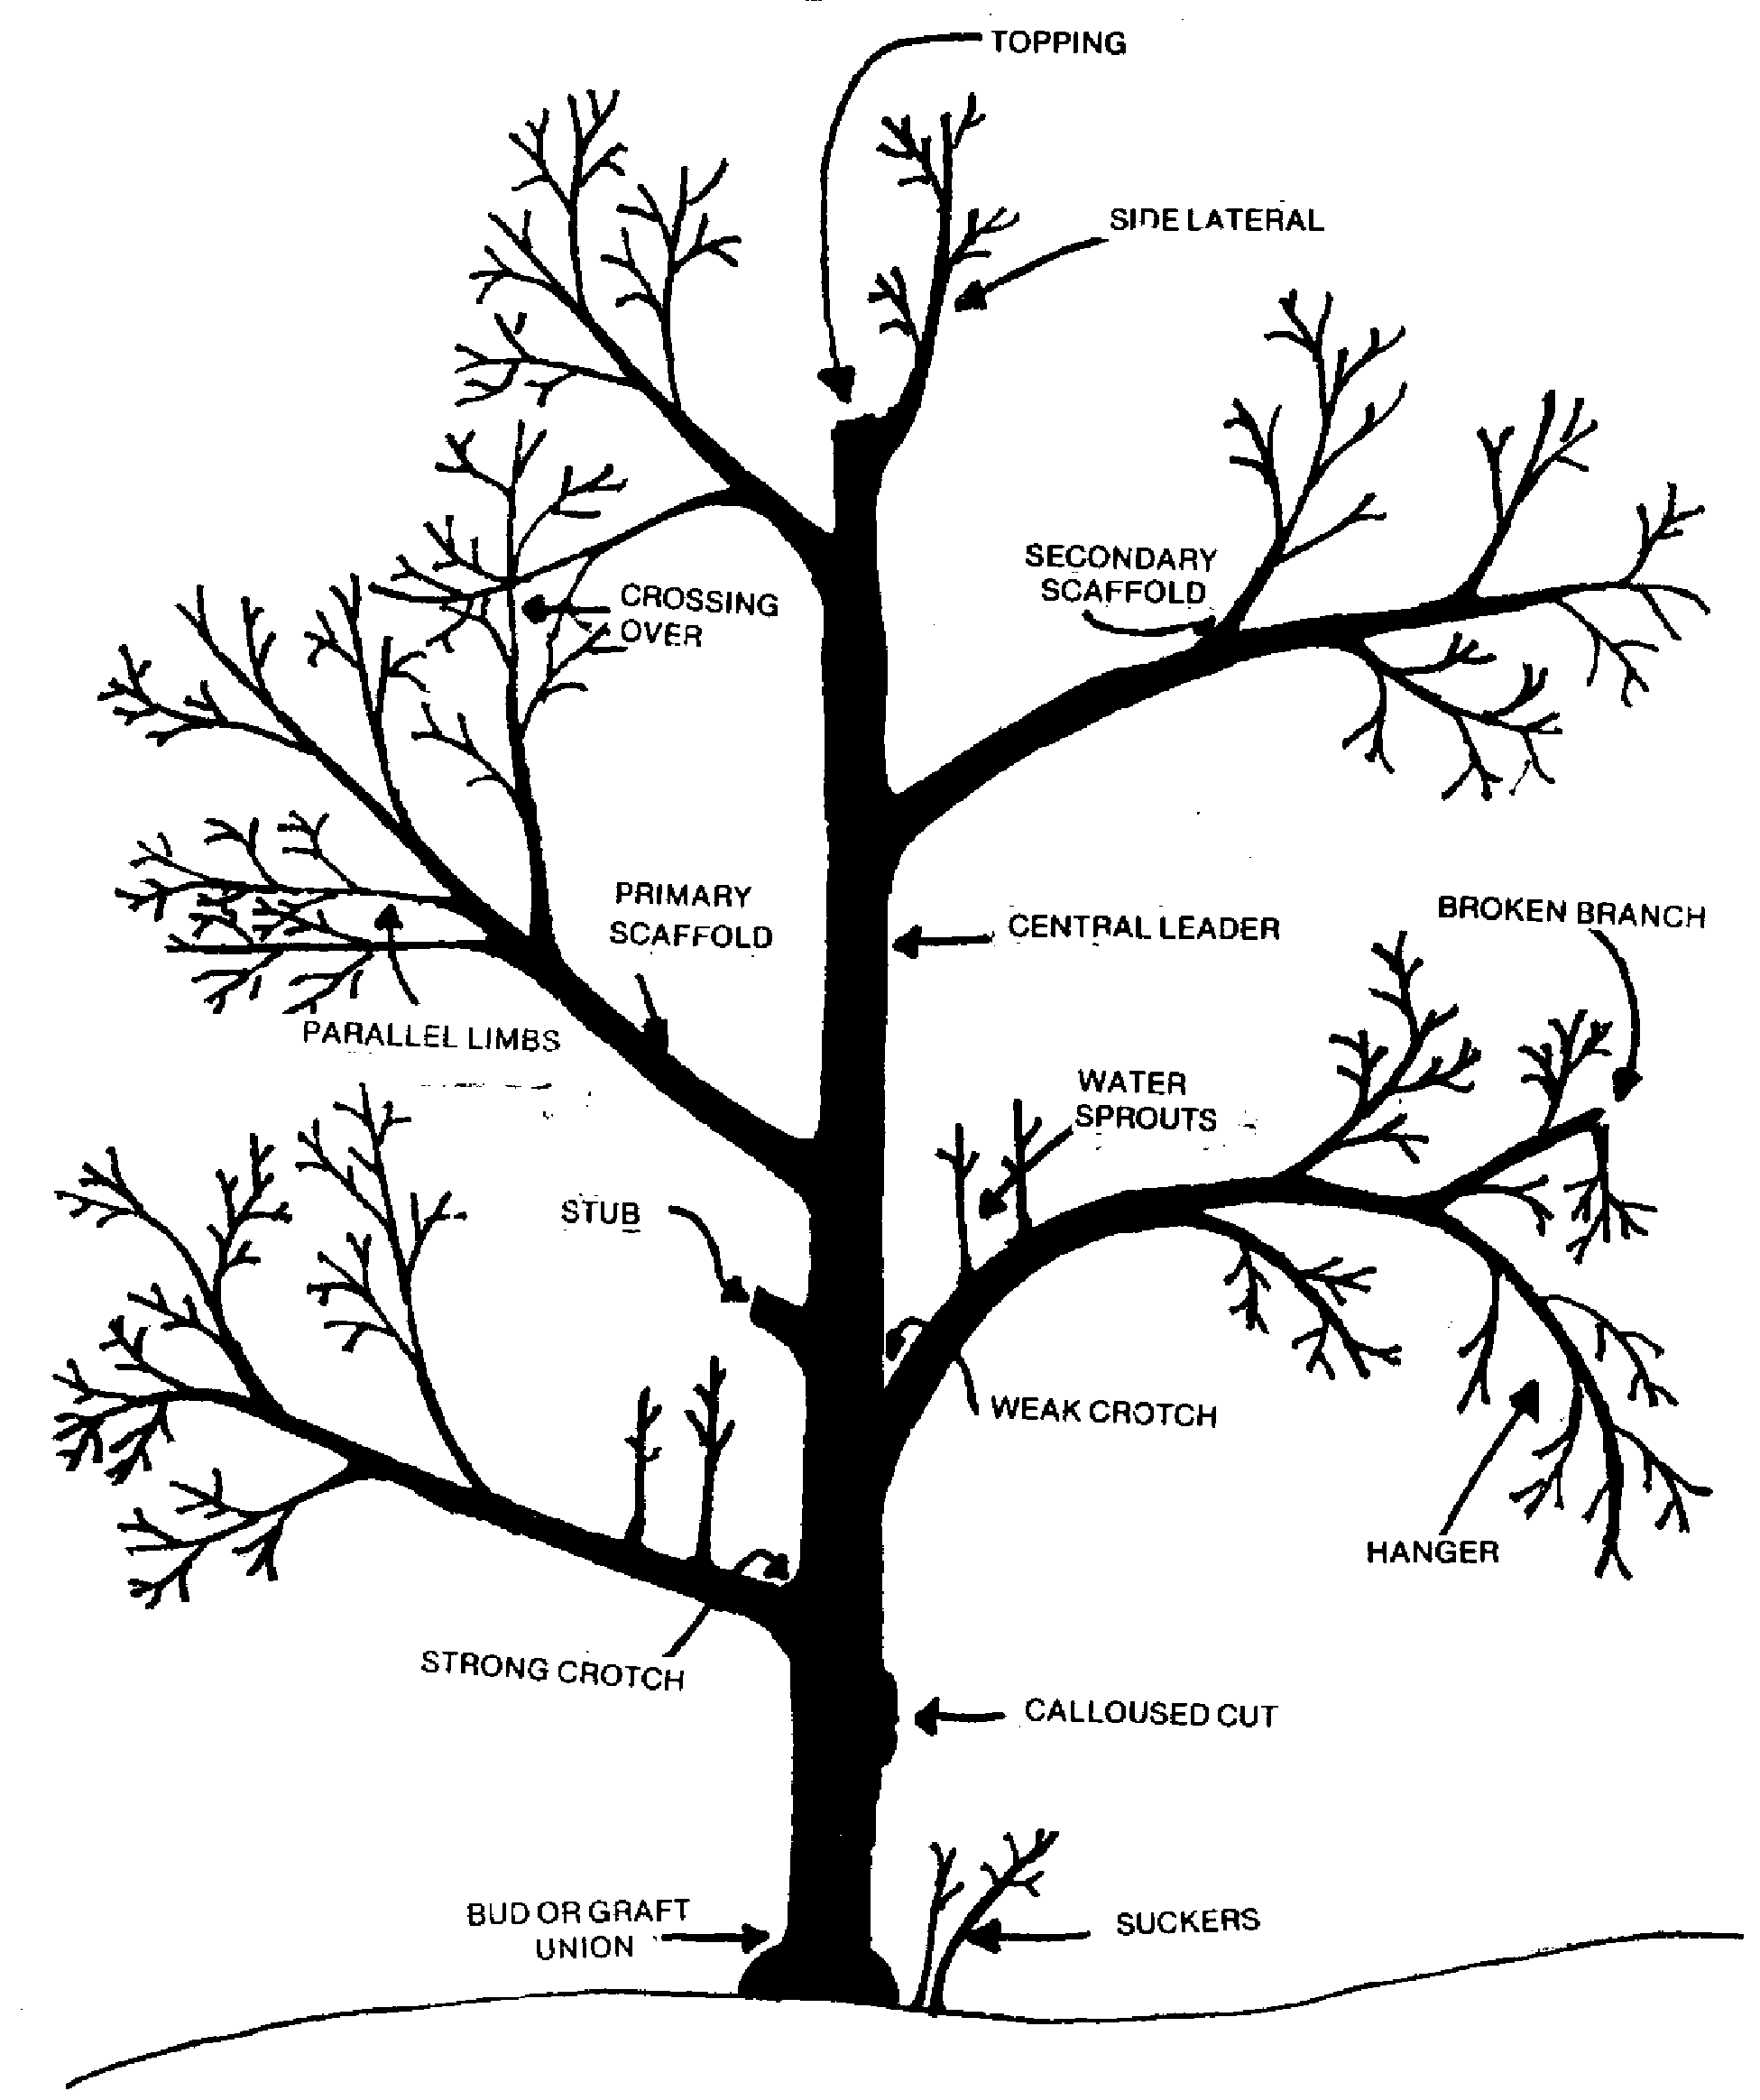 TOPPING
SIDE LATERAL
SECONDARY
SCAFFOLD
CROSSING
OVER
PRIMARY
SCAFFOLD
CENTRAL LEADER
BROKEN BRANCH
PARALLEL LIMBS
WATER
SPROUTS
STUB
WEAK CROTCH
HANGER
STRONG CROTCH
CALLOUSED CUT
BUD OR GRAFT
UNION
SUCKERS